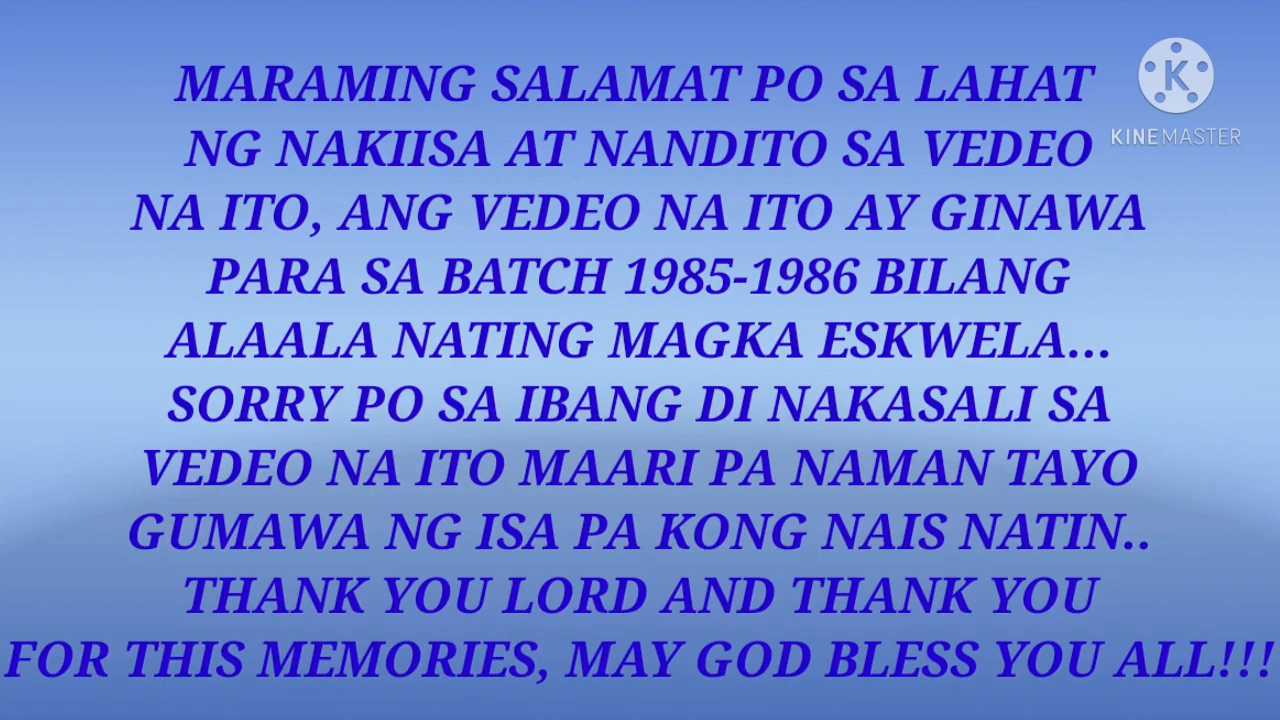 MARAMING SALAMAT PO SA LAHAT
NG NAKIISA AT NANDITO SA VEDEO
NA ITO, ANG VEDEO NA ITO AY GINAWA
PARA SA BATCH 1985-1986 BILANG
ALAALA NATING MAGKA ESKWELA...
SORRY PO SA IBANG DI NAKASALI SA
VEDEO NA ITO MAARI PA NAMAN TAYO
GUMAWA NG ISA PA KONG NAIS NATIN..
THANK YOU LORD AND THANK YOU
FOR THIS MEMORIES, MAY GOD BLESS YOU ALL!!!
K
KINEMASTER